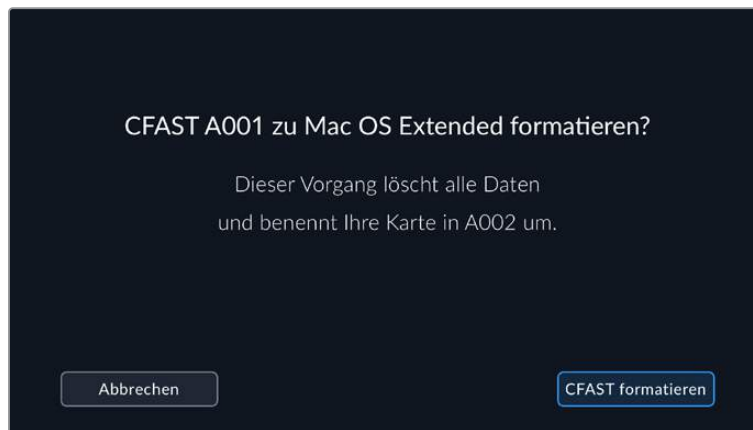 CFAST A001 zu Mac OS Extended formatieren?
Dieser Vorgang löscht alle Daten
und benennt Ihre Karte in A002 um.
Abbrechen
CFAST formatieren